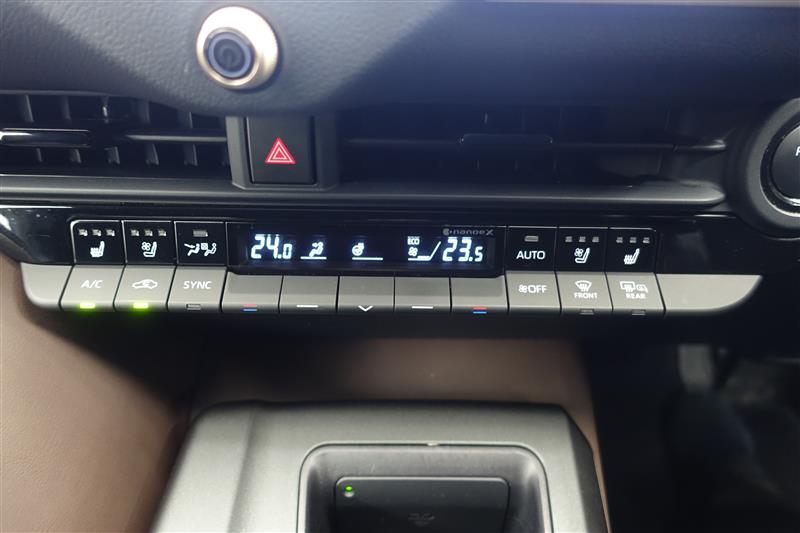 nanoeX
24.0
ECO
23.5
AUTO
A/C
SYNC
OFF
FRONT
REAR